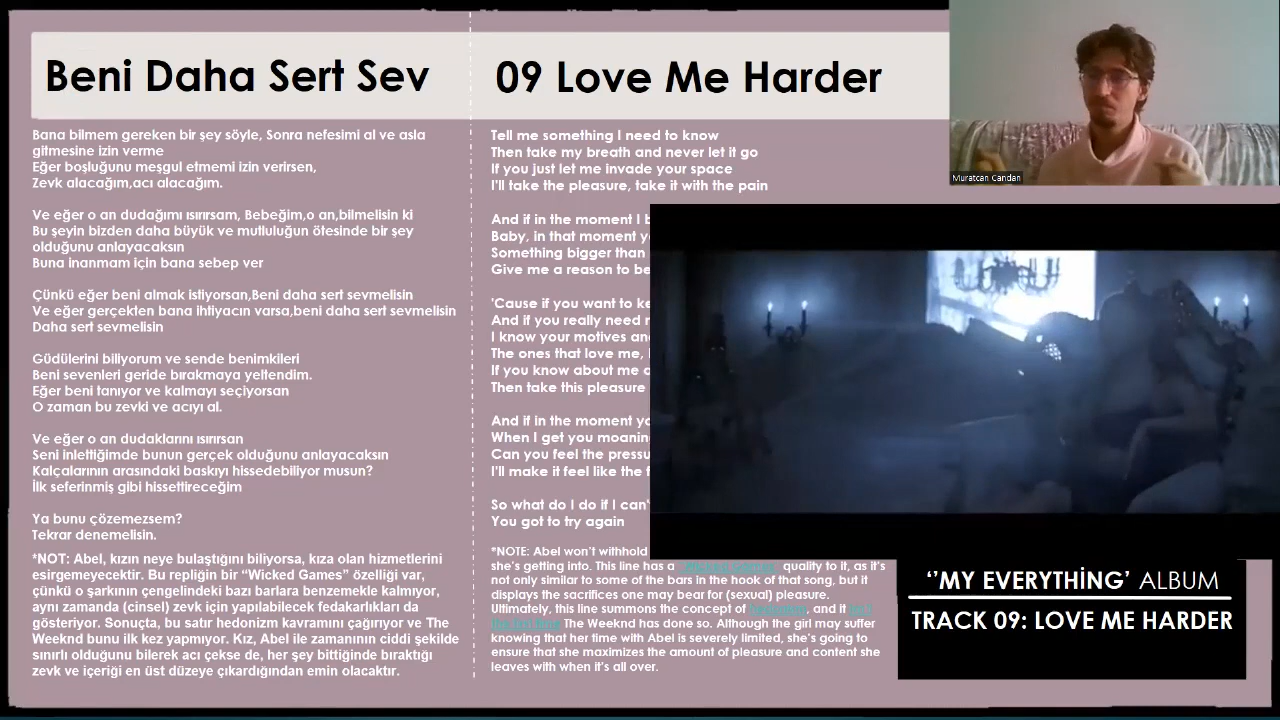 Beni Daha Sert Sev
Bana bilmem gereken bir şey söyle, Sonra nefesimi al ve asla
gitmesine izin verme
Eğer boşluğunu meşgul etmemi izin verirsen,
Zevk alacağım,acı alacağım.
Ve eğer o an dudağımı ısırırsam, Bebeğim,o an,bilmelisin ki
Bu şeyin bizden daha büyük ve mutluluğun ötesinde bir şey
olduğunu anlayacaksın
Buna inanmam için bana sebep ver
Çünkü eğer beni almak istiyorsan,Beni daha sert sevmelisin
Ve eğer gerçekten bana ihtiyacın varsa,beni daha sert sevmelisin
Daha sert sevmelisin
Güdülerini biliyorum ve sende benimkileri
Beni sevenleri geride bırakmaya yeltendim.
Eğer beni tanıyor ve kalmayı seçiyorsan
O zaman bu zevki ve acıyı al.
Ve eğer o an dudaklarını ısırırsan
Seni inlettiğimde bunun gerçek olduğunu anlayacaksın
Kalçalarının arasındaki baskıyı hissedebiliyor musun?
İlk seferinmiş gibi hissettireceğim
Ya bunu çözemezsem?
Tekrar denemelisin.
*NOT: Abel, kızın neye bulaştığını biliyorsa, kıza olan hizmetlerini
esirgemeyecektir. Bu repliğin bir “Wicked Games” özelliği var,
çünkü o şarkının çengelindeki bazı barlara benzemekle kalmıyor,
aynı zamanda (cinsel) zevk için yapılabilecek fedakarlıkları da
gösteriyor. Sonuçta, bu satır hedonizm kavramını çağırıyor ve The
Weeknd bunu ilk kez yapmıyor. Kız, Abel ile zamanının ciddi şekilde
sınırlı olduğunu bilerek acı çekse de, her şey bittiğinde bıraktığı
zevk ve içeriği en üst düzeye çıkardığından emin olacaktır.
09 Love Me Harder
Tell me something I need to know
Then take my breath and never let it go
If you just let me invade your space
I'll take the pleasure, take it with the pain
And if in the moment I b
Baby, in that moment y
Something bigger than
Give me a reason to be
'Cause if you want to ke
And if you really need
I know your motives an
The ones that love me,
If you know about me
Then take this pleasure
And if in the moment yo
When I get you moanin
Can you feel the pressu
I'll make it feel like the f
So what do I do if I can'
You got to try again
*NOTE: Abel won't withhold
she's getting into. This line has a quality to it, as it's
not only similar to some of the bars in the hook of that song, but it
displays the sacrifices one may bear for (sexual) pleasure.
Ultimately, this line summons the concept of and it
The Weeknd has done so. Although the girl may suffer
knowing that her time with Abel is severely limited, she's going to
ensure that she maximizes the amount of pleasure and content she
leaves with when it's all over.
Muratcan Candan
‘’MY EVERYTHİNG’ ALBUM
TRACK 09: LOVE ME HARDER